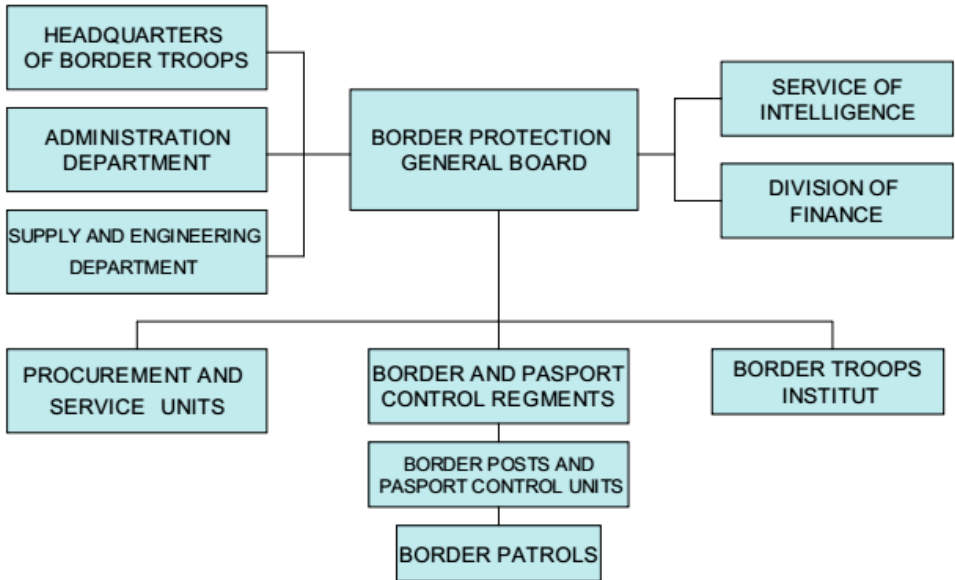 HEADQUARTERS
OF BORDER TROOPS
ADMINISTRATION
DEPARTMENT
SUPPLY AND ENGINEERING
DEPARTMENT
BORDER PROTECTION
GENERAL BOARD
SERVICE OF
INTELLIGENCE
DIVISION OF
FINANCE
PROCUREMENT AND
SERVICE UNITS
BORDER AND PASPORT
CONTROL REGMENTS
BORDER TROOPS
INSTITUT
BORDER POSTS AND
PASPORT CONTROL UNITS
BORDER PATROLS